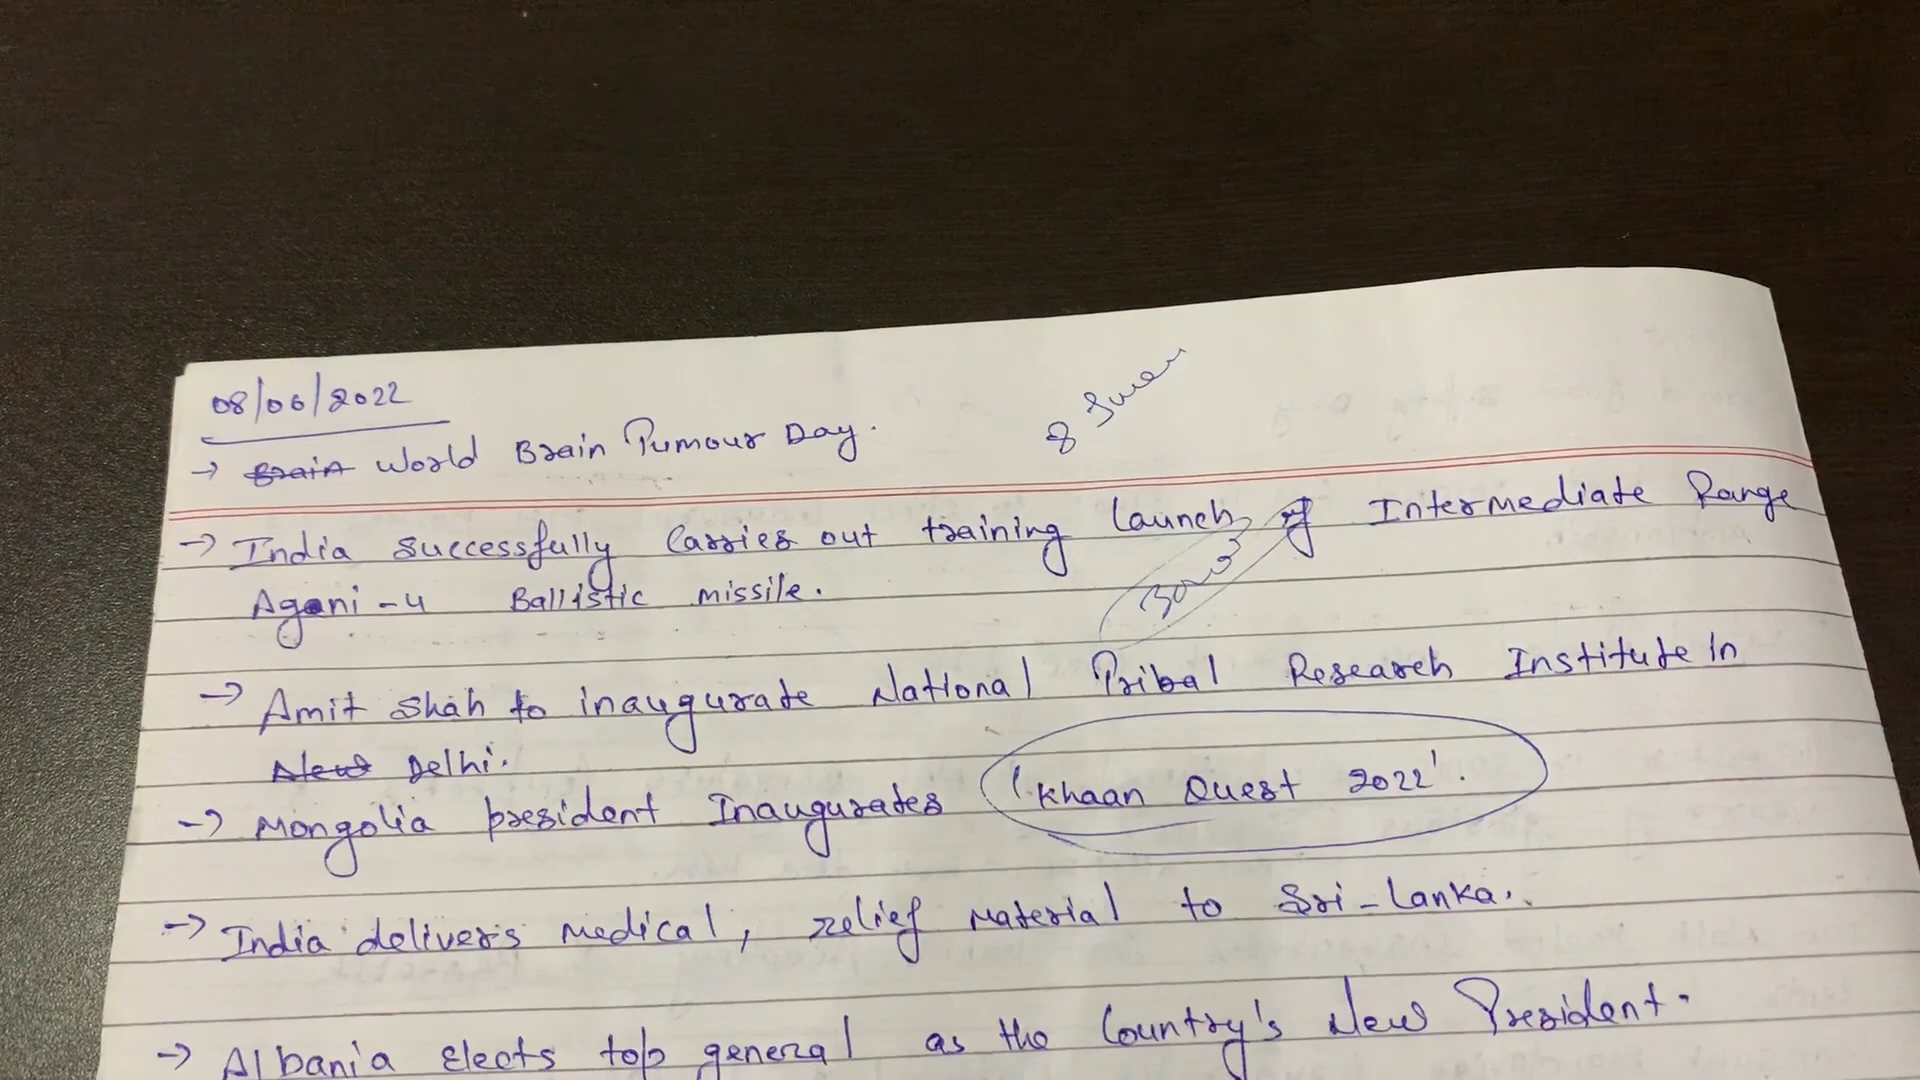 08/06/2022
→ Brain World Brain Tumour Day.
→ India successfully carries out training launch of Intermediate Range
Agni-4 Ballistic missile.
→ Amit Shah to inaugurate National Tribal Research Institute in
New Delhi.
→ Mongolia president Inaugurates 'Khaan Quest 2022'.
→ India delivers medical, relief material to Sri-Lanka.
→ Albania Elects top general as the Country's New President.